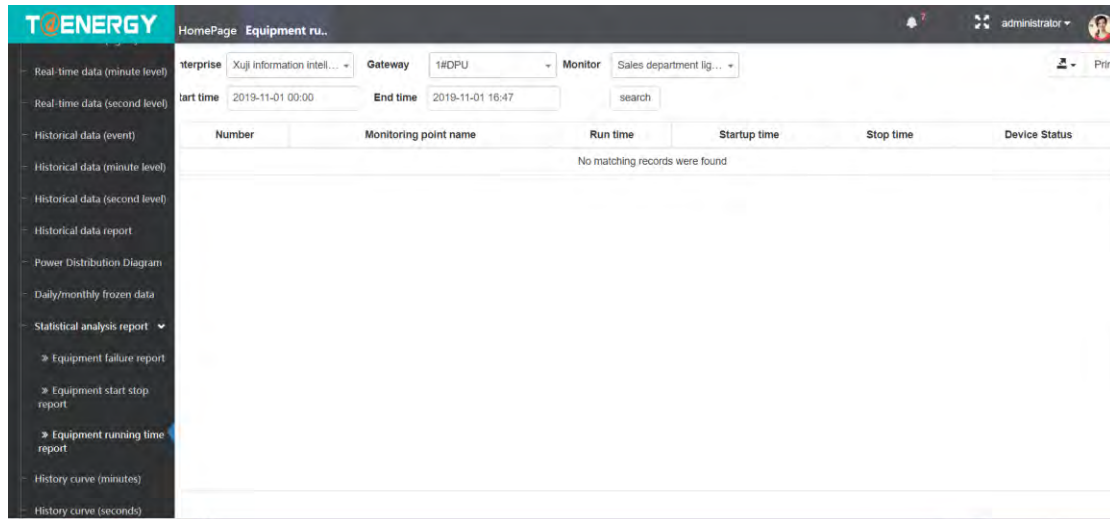 T@ENERGY
HomePage Equipment ru..
7
administrator
Real-time data (minute level)
Real-time data (second level)
Historical data (event)
Historical data (minute level)
Historical data (second level)
Historical data report
Power Distribution Diagram
Daily/monthly frozen data
Statistical analysis report
» Equipment failure report
» Equipment start stop
report
» Equipment running time
report
History curve (minutes)
History curve (seconds)
nterprise Xuji information intell... Gateway 1#DPU Monitor Sales department lig... Prin
tart time 2019-11-01 00:00 End time 2019-11-01 16:47 search
Number Monitoring point name Run time Startup time Stop time Device Status
No matching records were found